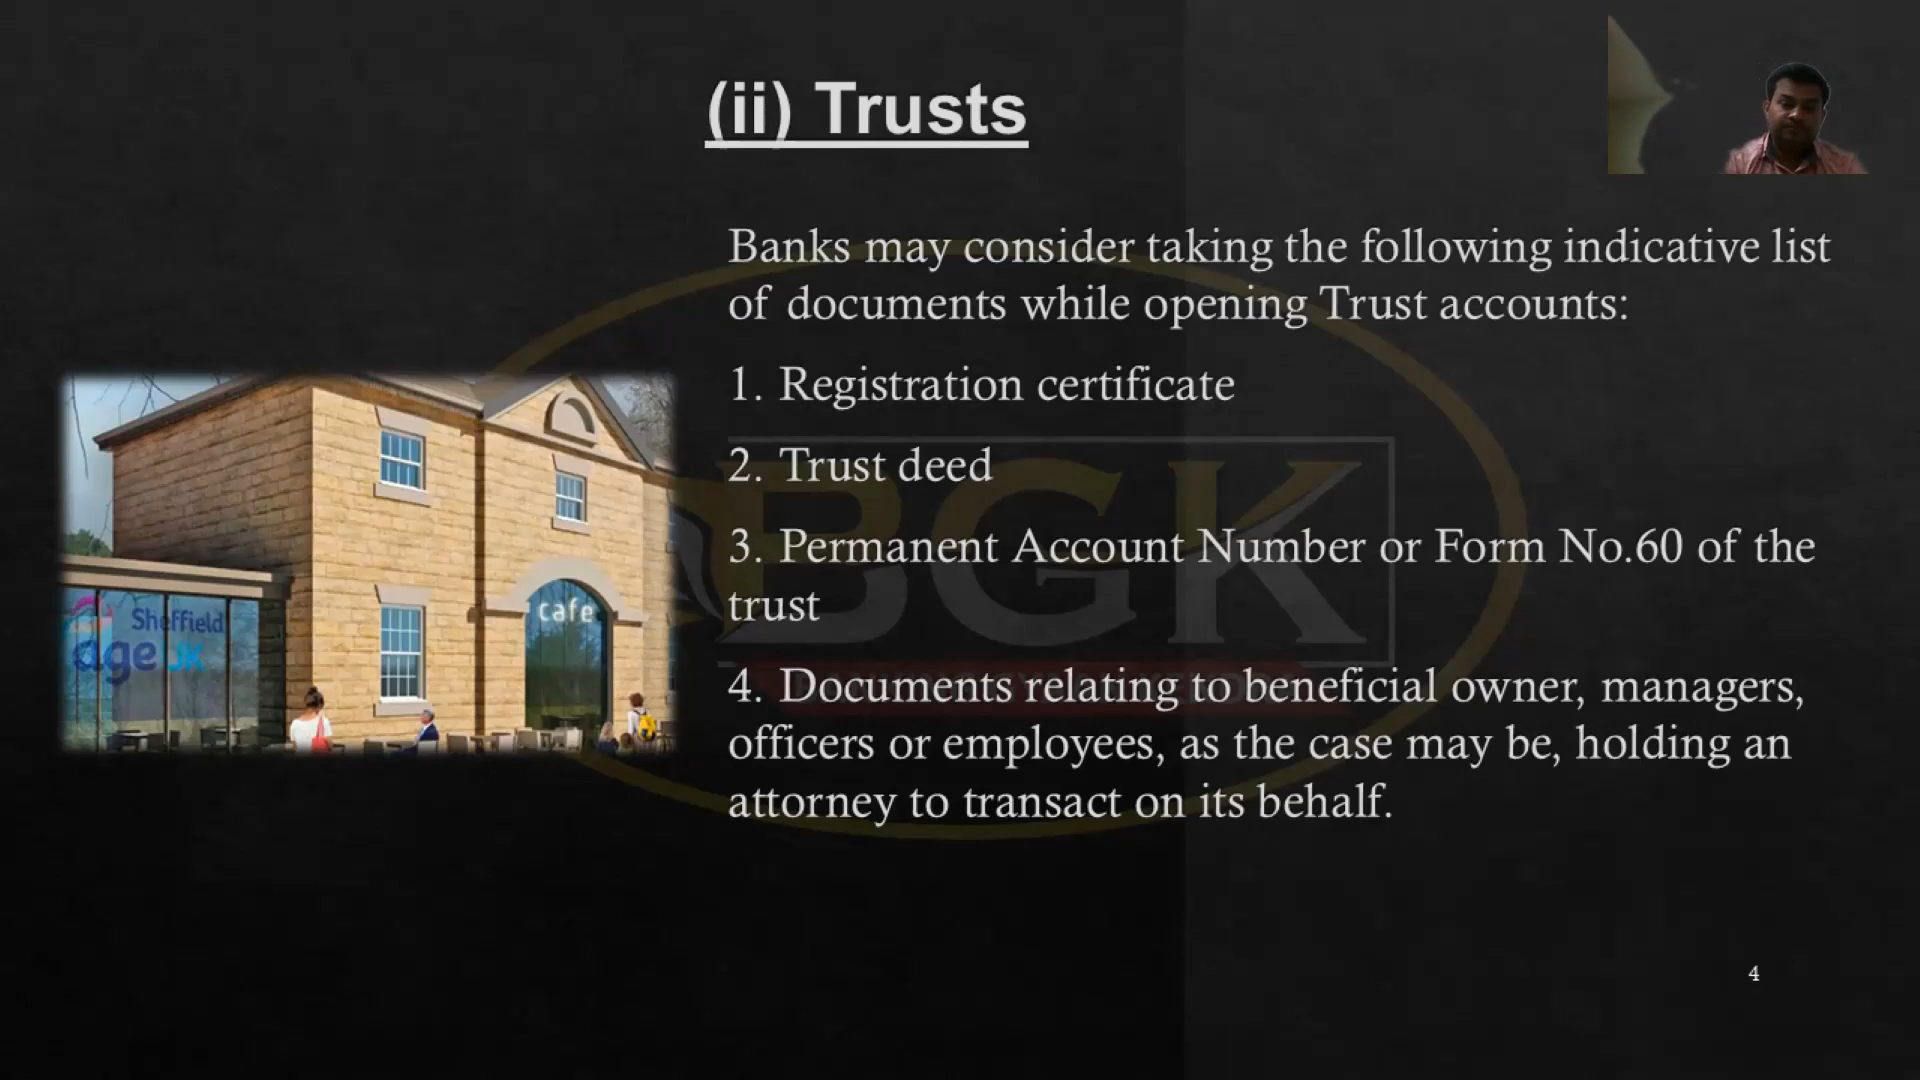 (ii) Trusts
Banks may consider taking the following indicative list
of documents while opening Trust accounts:
1. Registration certificate
2. Trust deed
3. Permanent Account Number or Form No.60 of the
trust
4. Documents relating to beneficial owner, managers,
officers or employees, as the case may be, holding an
attorney to transact on its behalf.
BGK
cafe
Sheffield
age UK
4